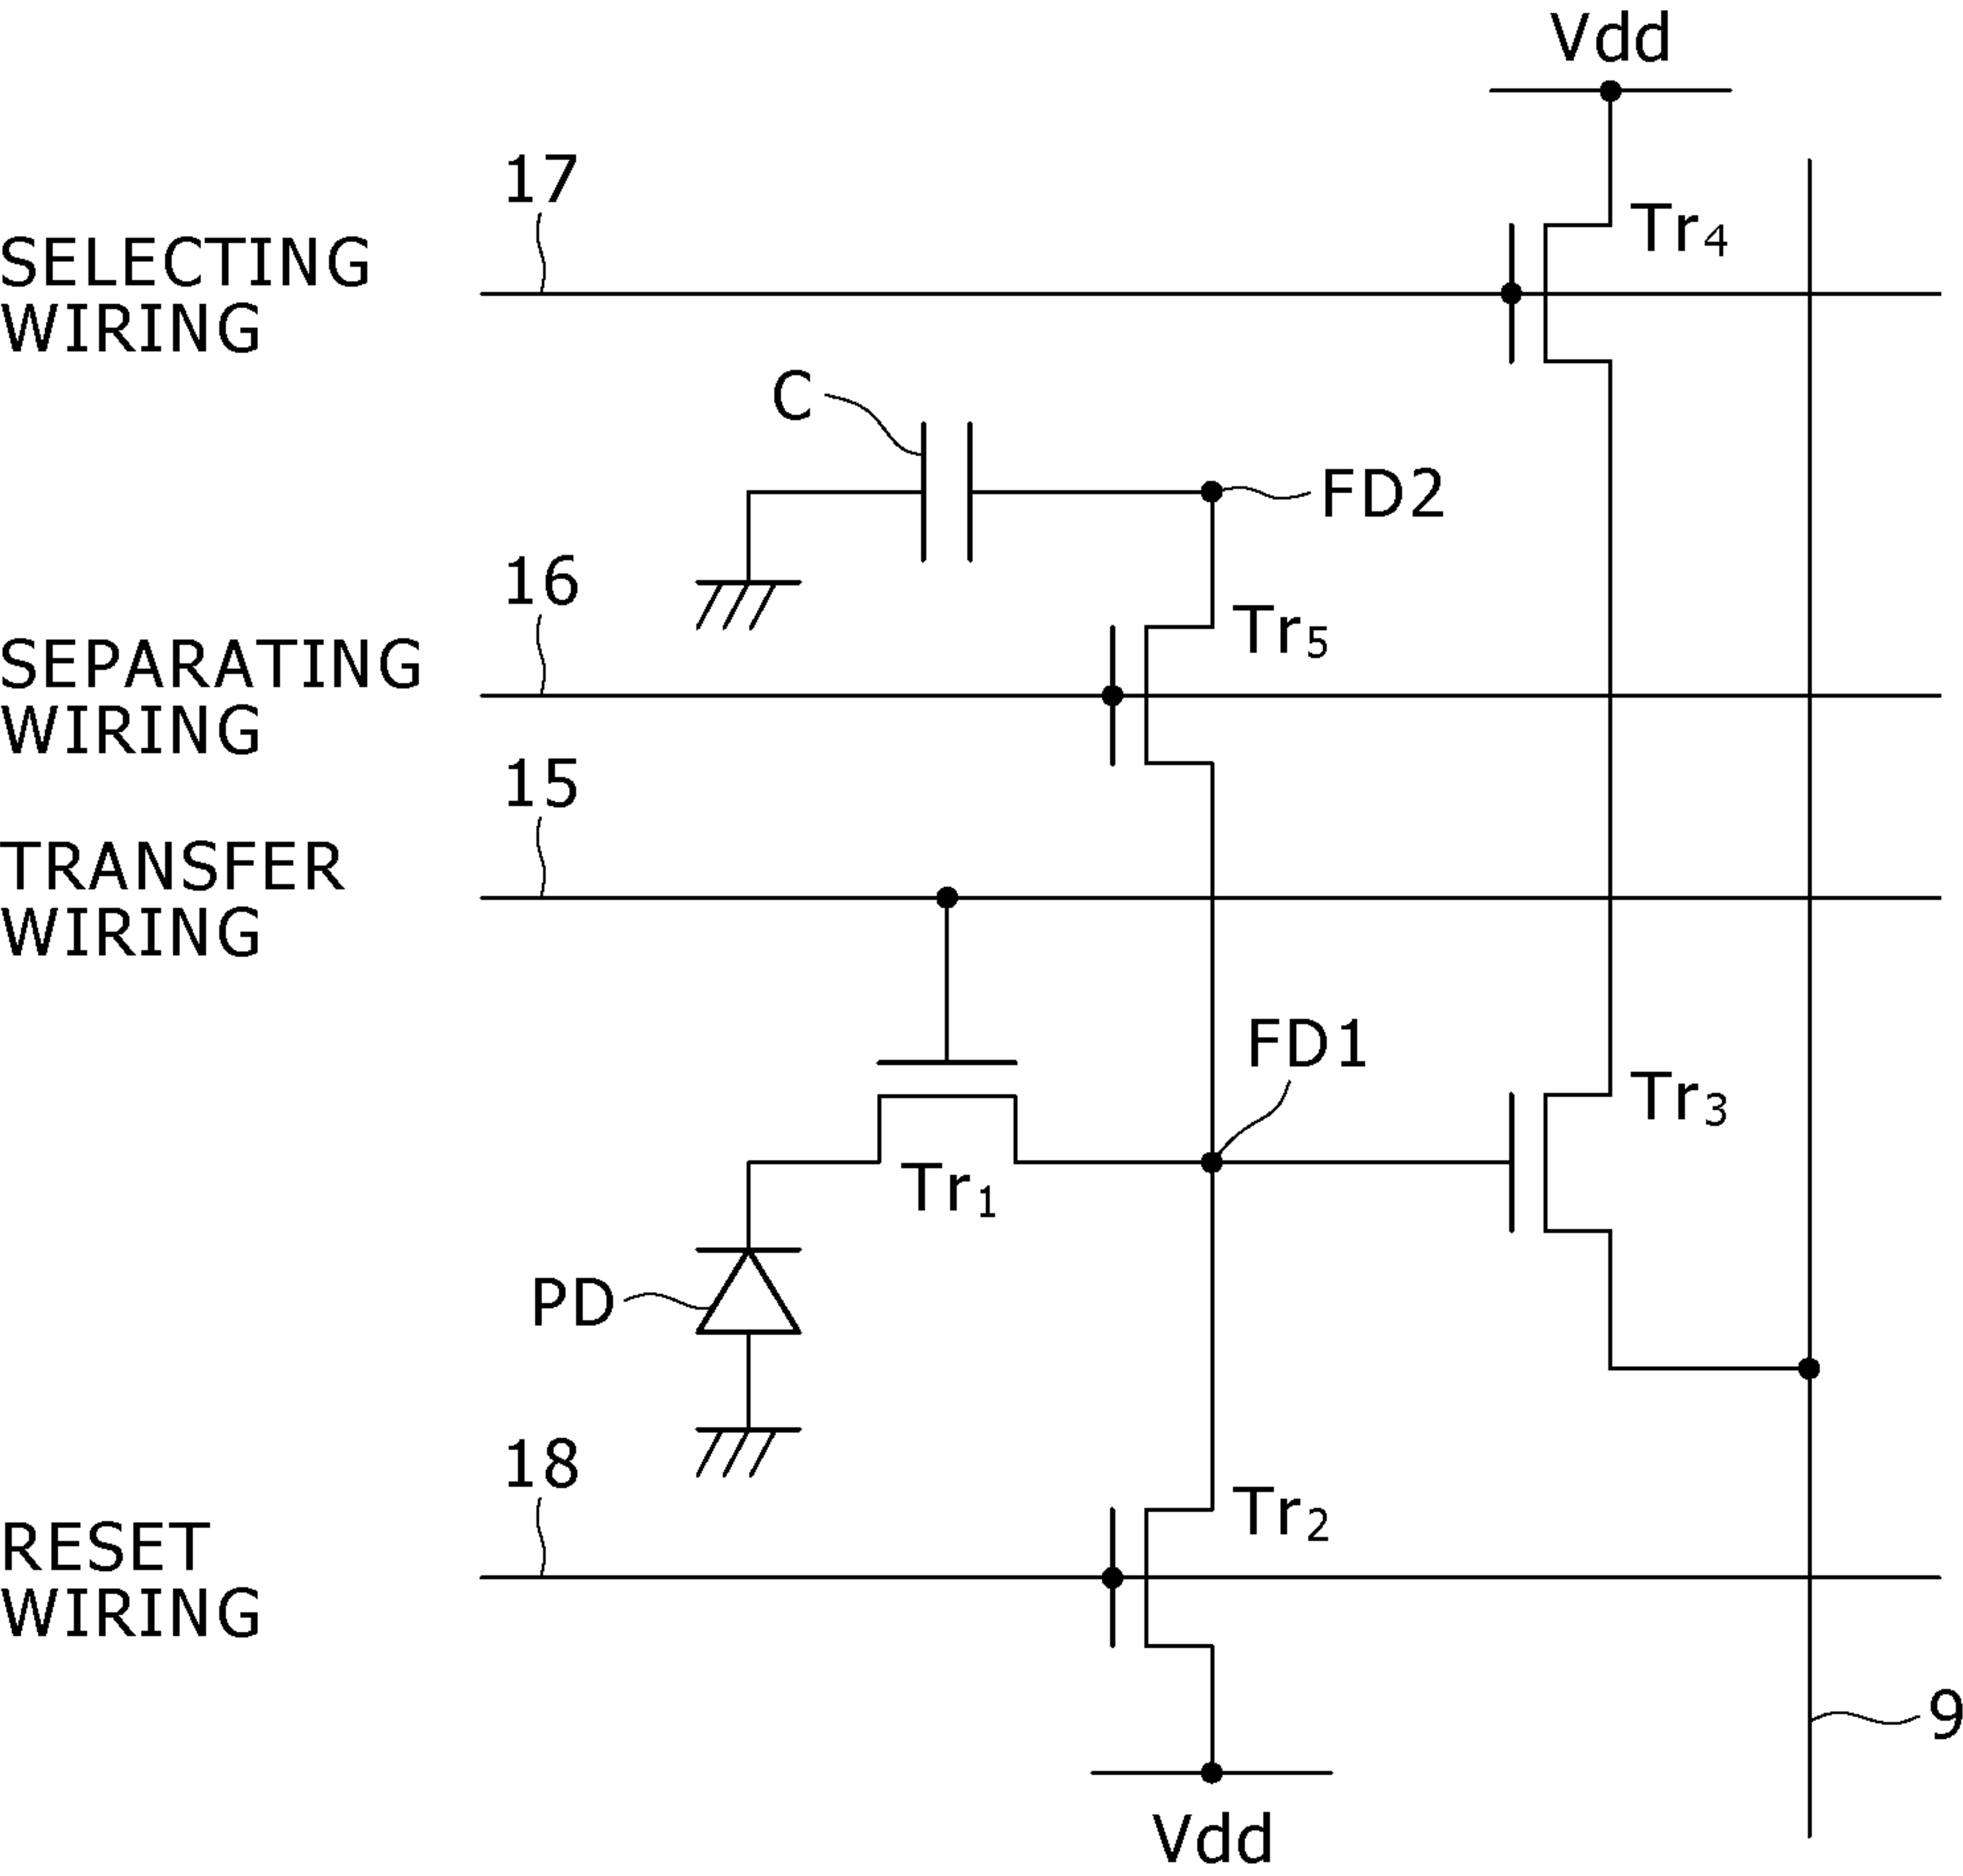 Vdd
17
Tr4
SELECTING
WIRING
C
FD2
16
Tr5
SEPARATING
WIRING
15
TRANSFER
WIRING
FD1
Tr3
Tr1
PD
18
Tr2
RESET
WIRING
9
Vdd